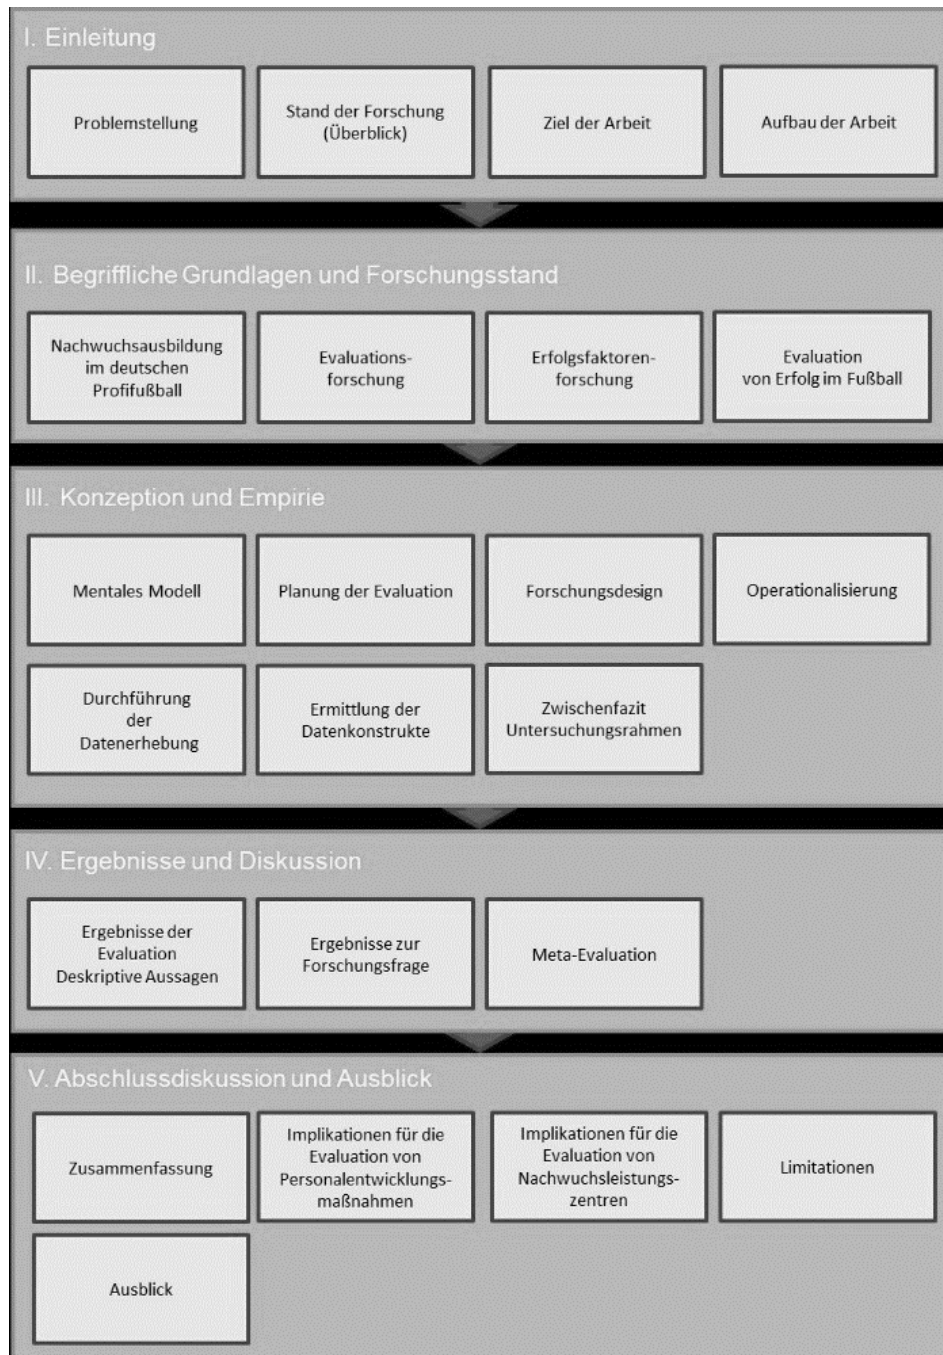 I. Einleitung
Problemstellung
Stand der Forschung
(Überblick)
Ziel der Arbeit
Aufbau der Arbeit
II. Begriffliche Grundlagen und Forschungsstand
Nachwuchsausbildung
im deutschen
Profifußball
Evaluations-
forschung
Erfolgsfaktoren-
forschung
Evaluation
von Erfolg im Fußball
III. Konzeption und Empirie
Mentales Modell
Planung der Evaluation
Forschungsdesign
Operationalisierung
Durchführung
der
Datenerhebung
Ermittlung der
Datenkonstrukte
Zwischenfazit
Untersuchungsrahmen
IV. Ergebnisse und Diskussion
Ergebnisse der
Evaluation
Deskriptive Aussagen
Ergebnisse zur
Forschungsfrage
Meta-Evaluation
V. Abschlussdiskussion und Ausblick
Zusammenfassung
Implikationen für die
Evaluation von
Personalentwicklungs-
maßnahmen
Implikationen für die
Evaluation von
Nachwuchsleistungs-
zentren
Limitationen
Ausblick